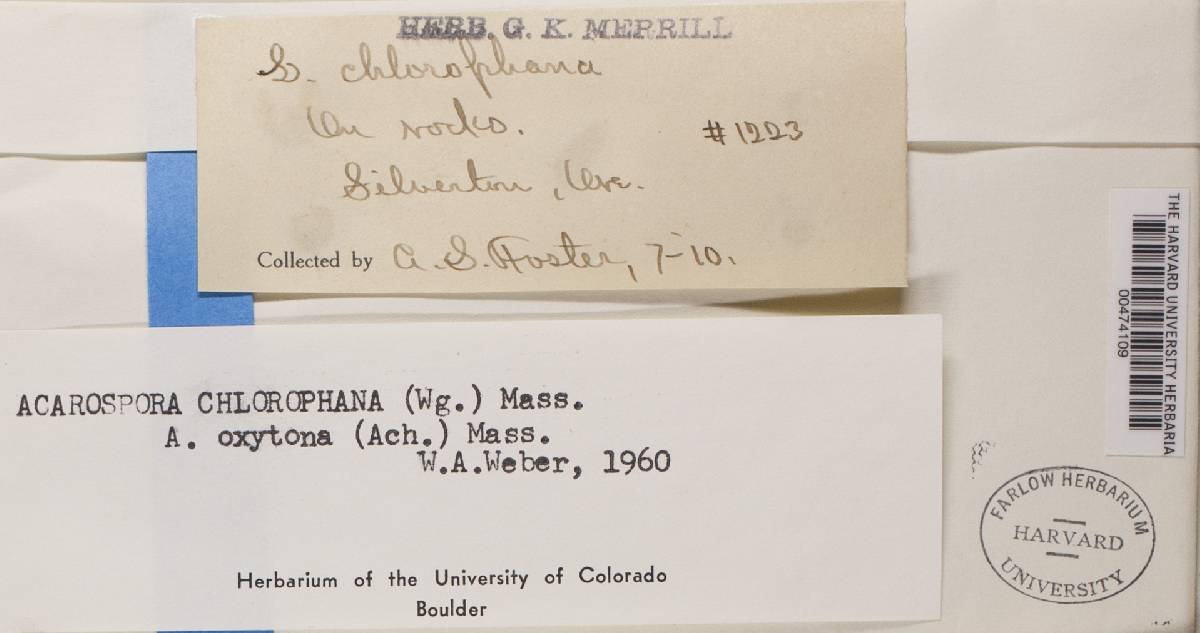 HERB. G. K. MERRILL
S. chlorophana
On rocks.
#1223
Silverton, Ore.
Collected by A. S. Foster, 7-10.
THE HARVARD UNIVERSITY HERBARIA
00474109
ACAROSPORA CHLOROPHANA (Wg.) Mass.
A. oxytona (Ach.) Mass.
W.A.Weber, 1960
Herbarium of the University of Colorado
Boulder
FARLOW HERBARIUM
HARVARD
UNIVERSITY